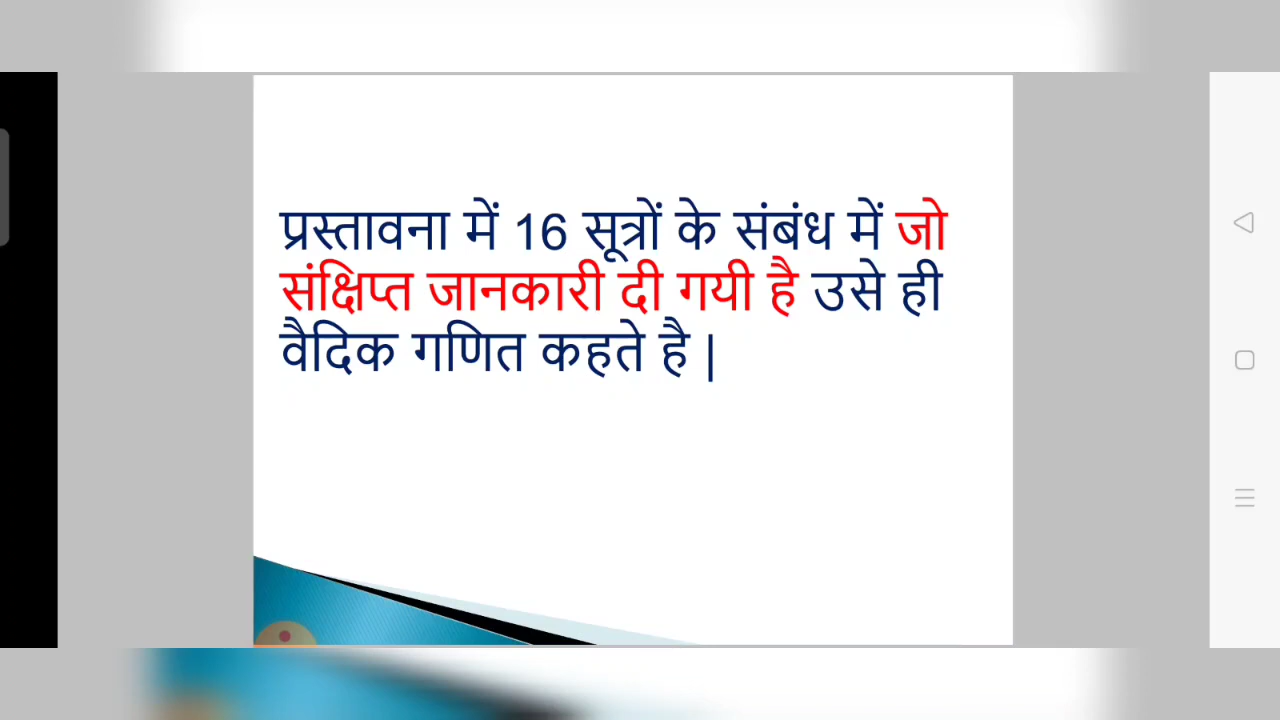 प्रस्तावना में 16 सूत्रों के संबंध में जो
संक्षिप्त जानकारी दी गयी है उसे ही
वैदिक गणित कहते है |